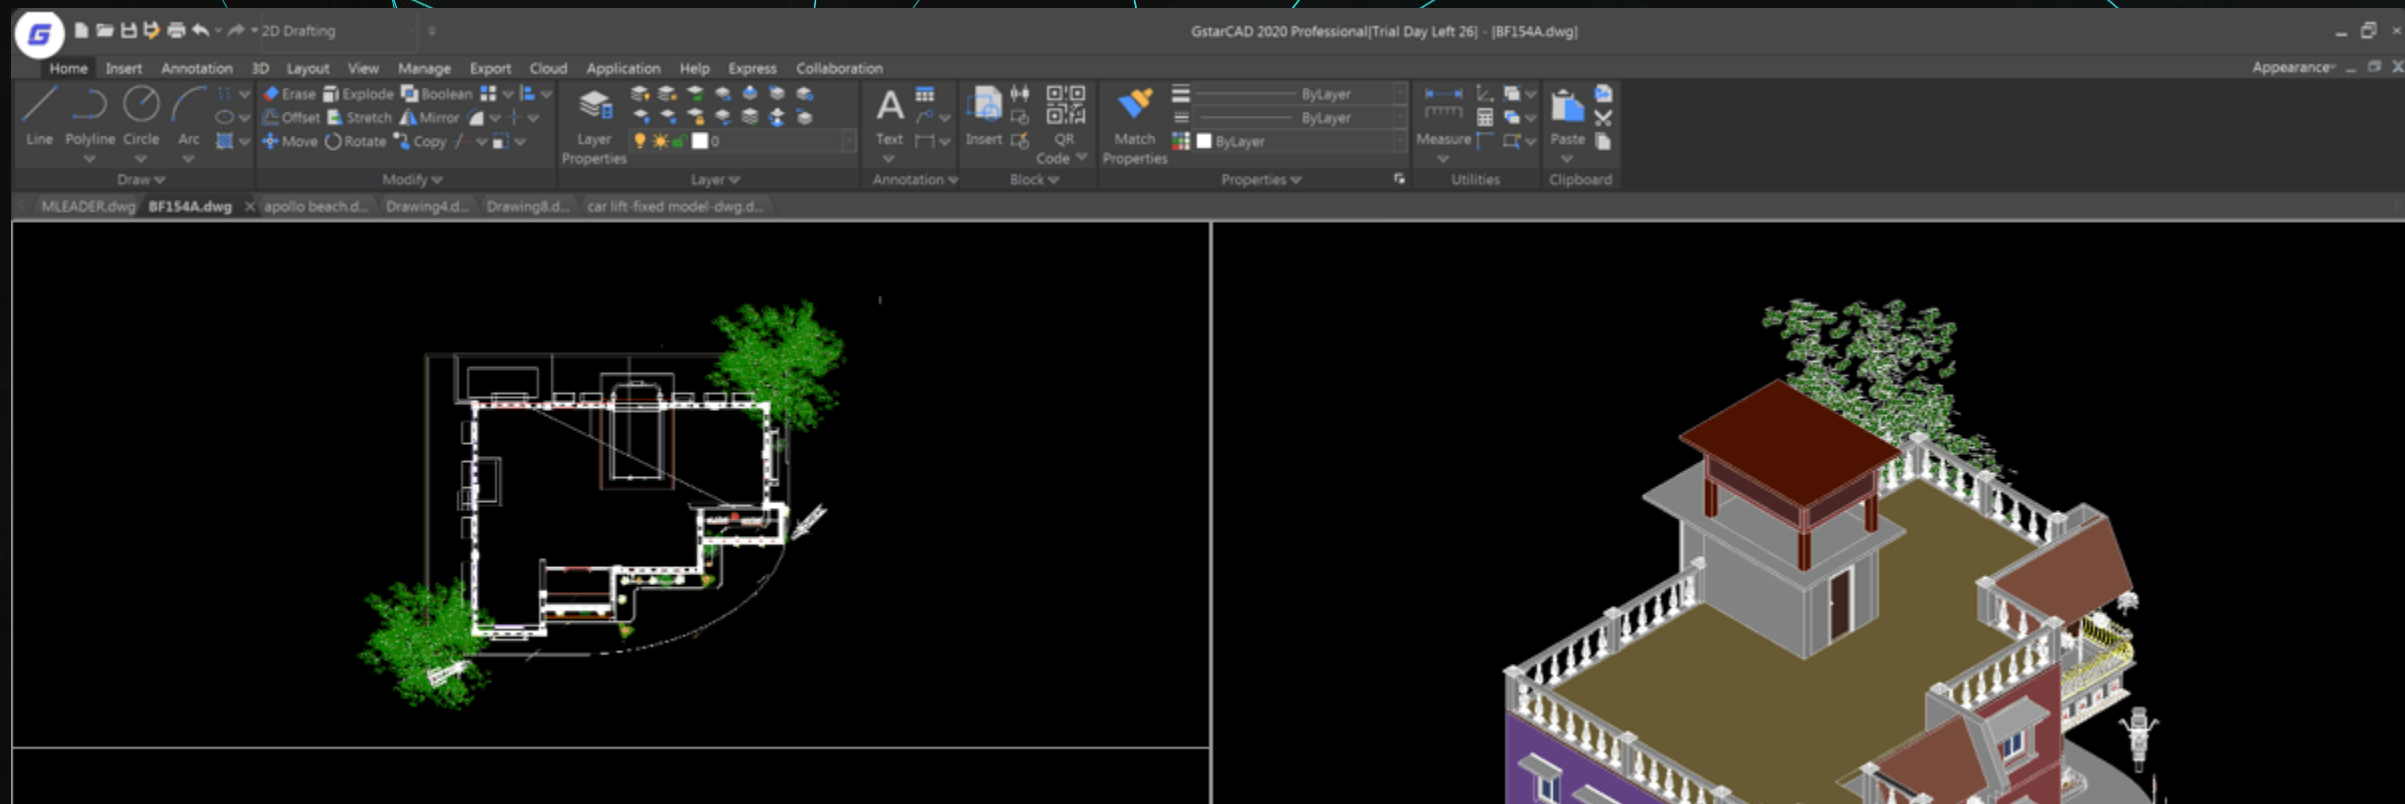 2D Drafting
GstarCAD 2020 Professional[Trial Day Left 26] - [BF154A.dwg]
Home Insert Annotation 3D Layout View Manage Export Cloud Application Help Express Collaboration Appearance
Erase Explode Boolean
ByLayer
Offset Stretch Mirror
ByLayer
Line Polyline Circle Arc Move Rotate Copy
Layer Properties
0
Text
Insert
QR Code
Match Properties
ByLayer
Measure
Paste
Draw Modify Layer Annotation Block Properties Utilities Clipboard
MLEADER.dwg BF154A.dwg apollo beach.d... Drawing4.d... Drawing8.d... car lift-fixed model-dwg.d...